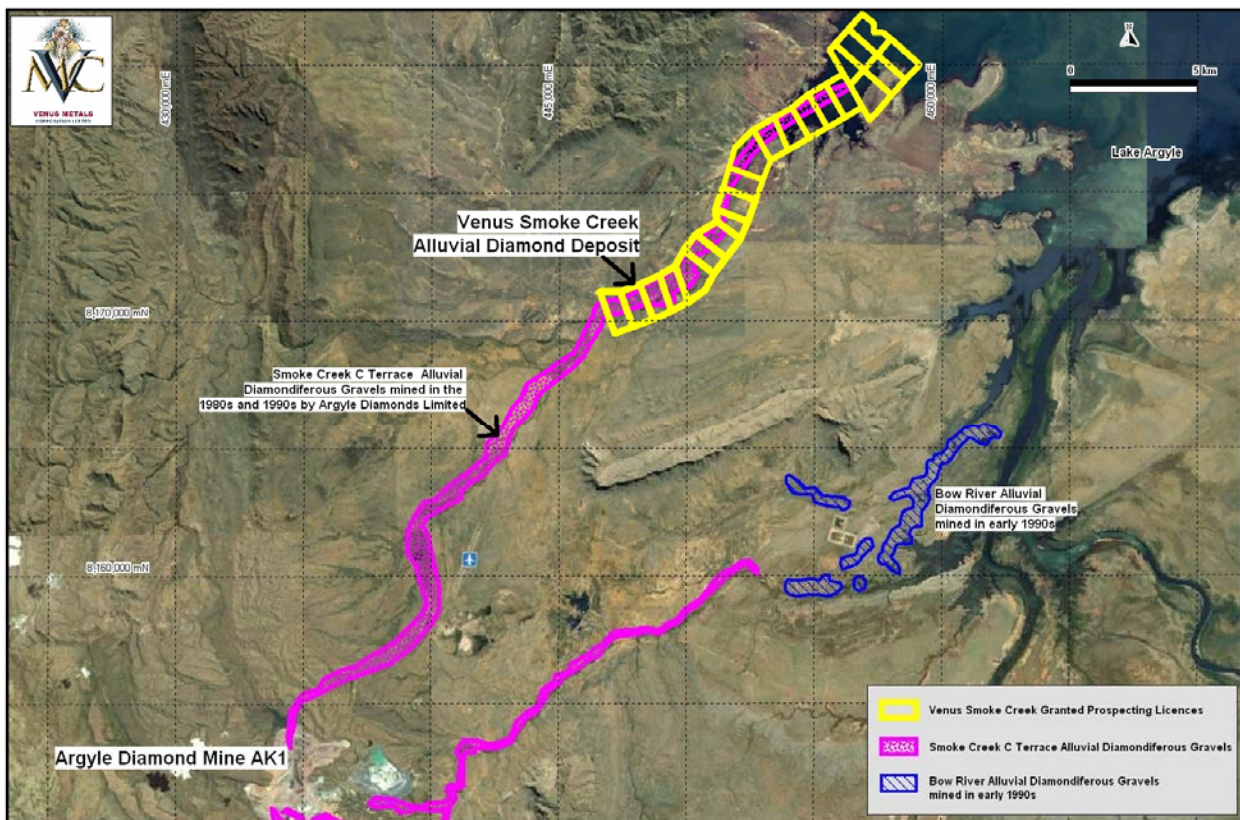 VENUS METALS
CORPORATION LIMITED
430,000 mE
445,000 mE
460,000 mE
0
5 km
Lake Argyle
Venus Smoke Creek
Alluvial Diamond Deposit
8,170,000 mN
Smoke Creek C Terrace Alluvial
Diamondiferous Gravels mined in the
1980s and 1990s by Argyle Diamonds Limited
Bow River Alluvial
Diamondiferous Gravels
mined in early 1990s
8,160,000 mN
Argyle Diamond Mine AK1
Venus Smoke Creek Granted Prospecting Licences
Smoke Creek C Terrace Alluvial Diamondiferous Gravels
Bow River Alluvial Diamondiferous Gravels
mined in early 1990s